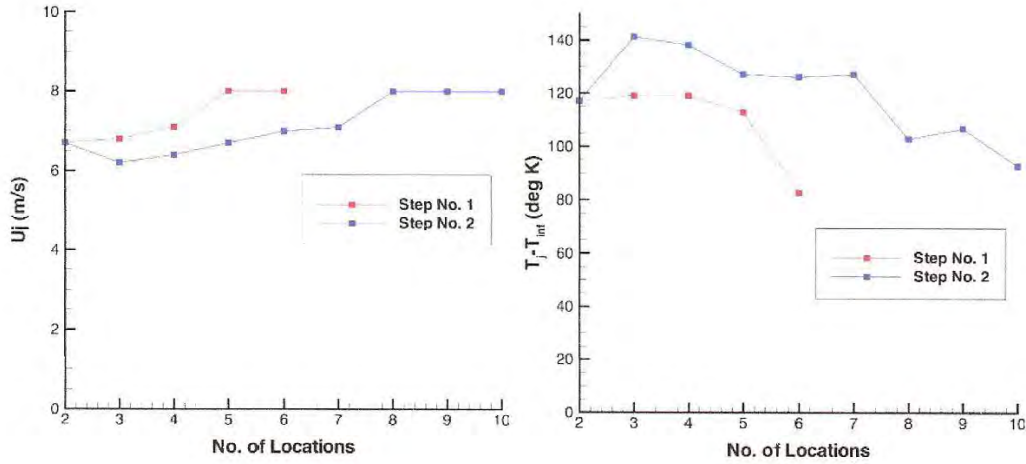 10
8
6
4
2
0
Uj (m/s)
2 3 4 5 6 7 8 9 10
No. of Locations
Step No. 1
Step No. 2
140
120
100
80
60
40
20
0
Tj-Tinf (deg K)
2 3 4 5 6 7 8 9 10
No. of Locations
Step No. 1
Step No. 2